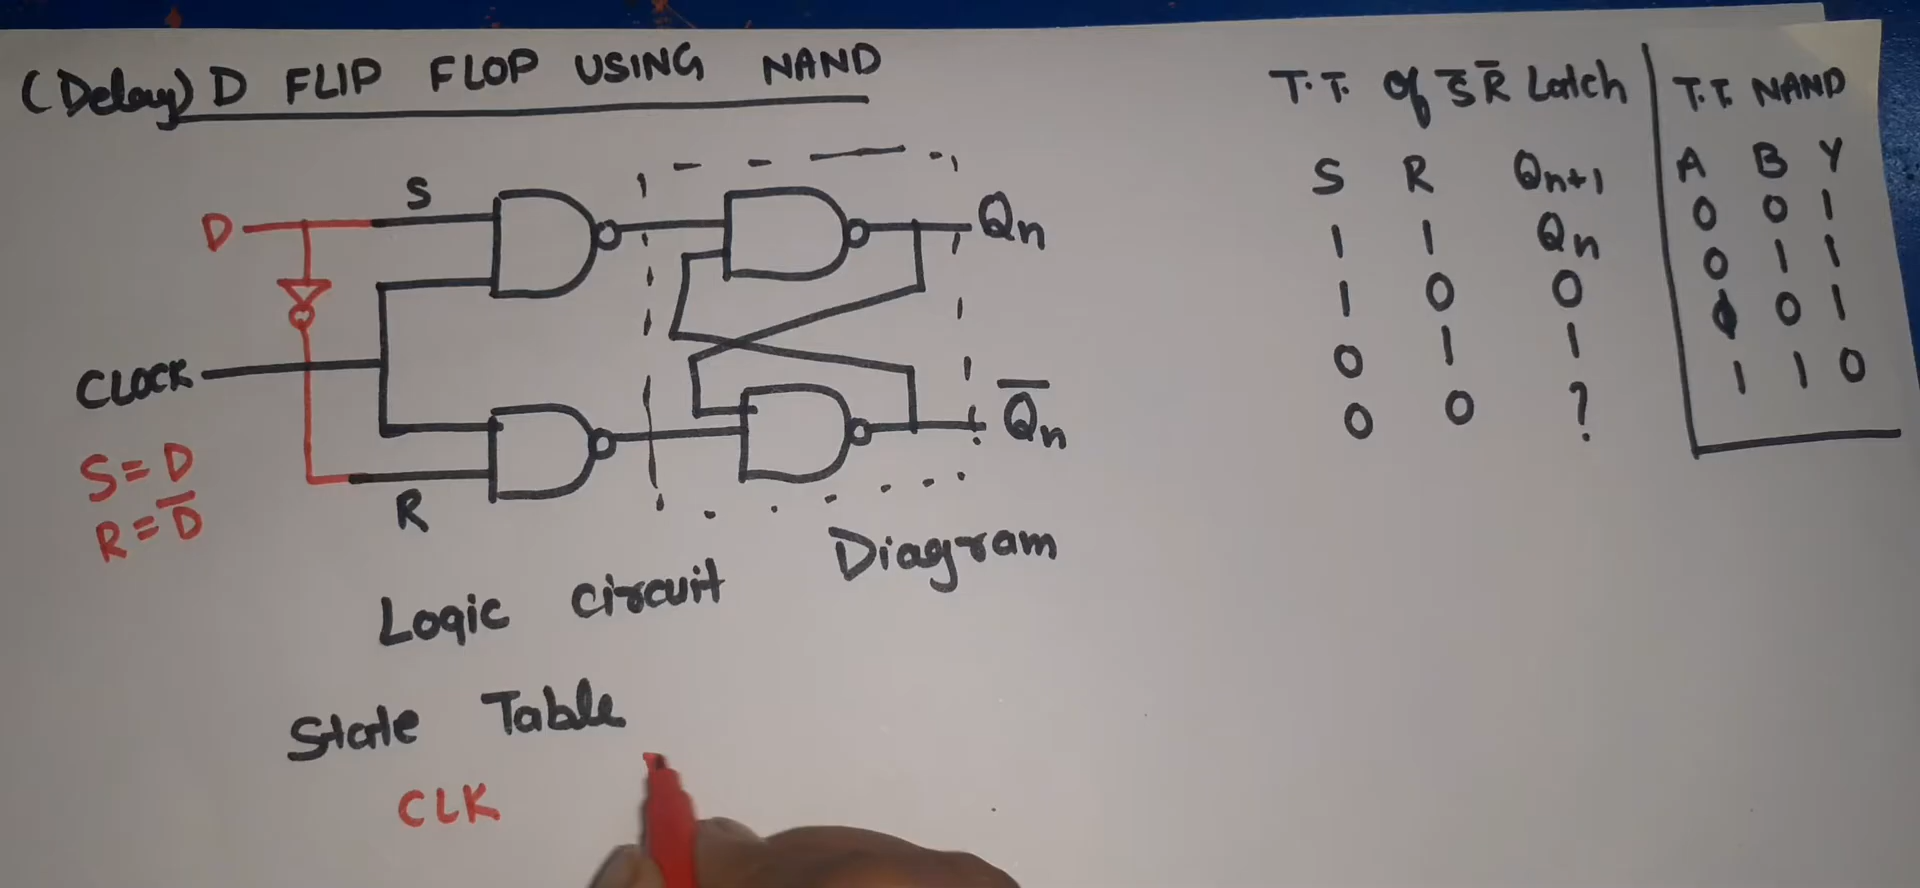 (Delay) D FLIP FLOP USING NAND
D
S
CLOCK
S = D
R = D̅
R
Qn
Q̅n
Logic circuit Diagram
State Table
CLK
T.T. of S̅ R̅ Latch
S R Qn+1
1 1 Qn
1 0 0
0 1 1
0 0 ?
T.T. NAND
A B Y
0 0 1
0 1 1
1 0 1
1 1 0